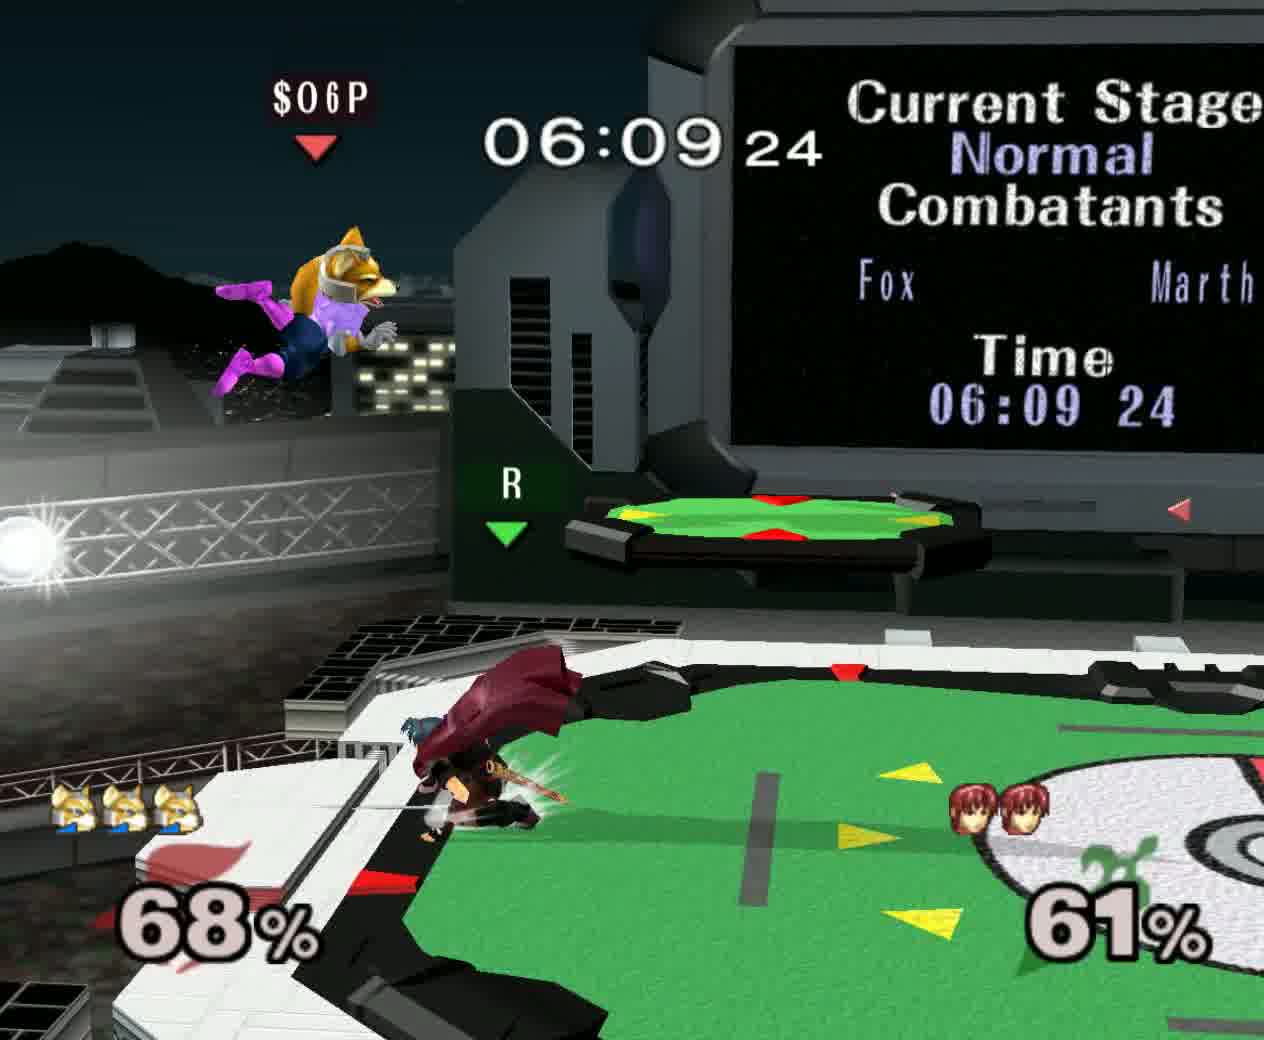 $06P
06:09 24
Current Stage
Normal
Combatants
Fox Marth
Time
06:09 24
R
68%
61%